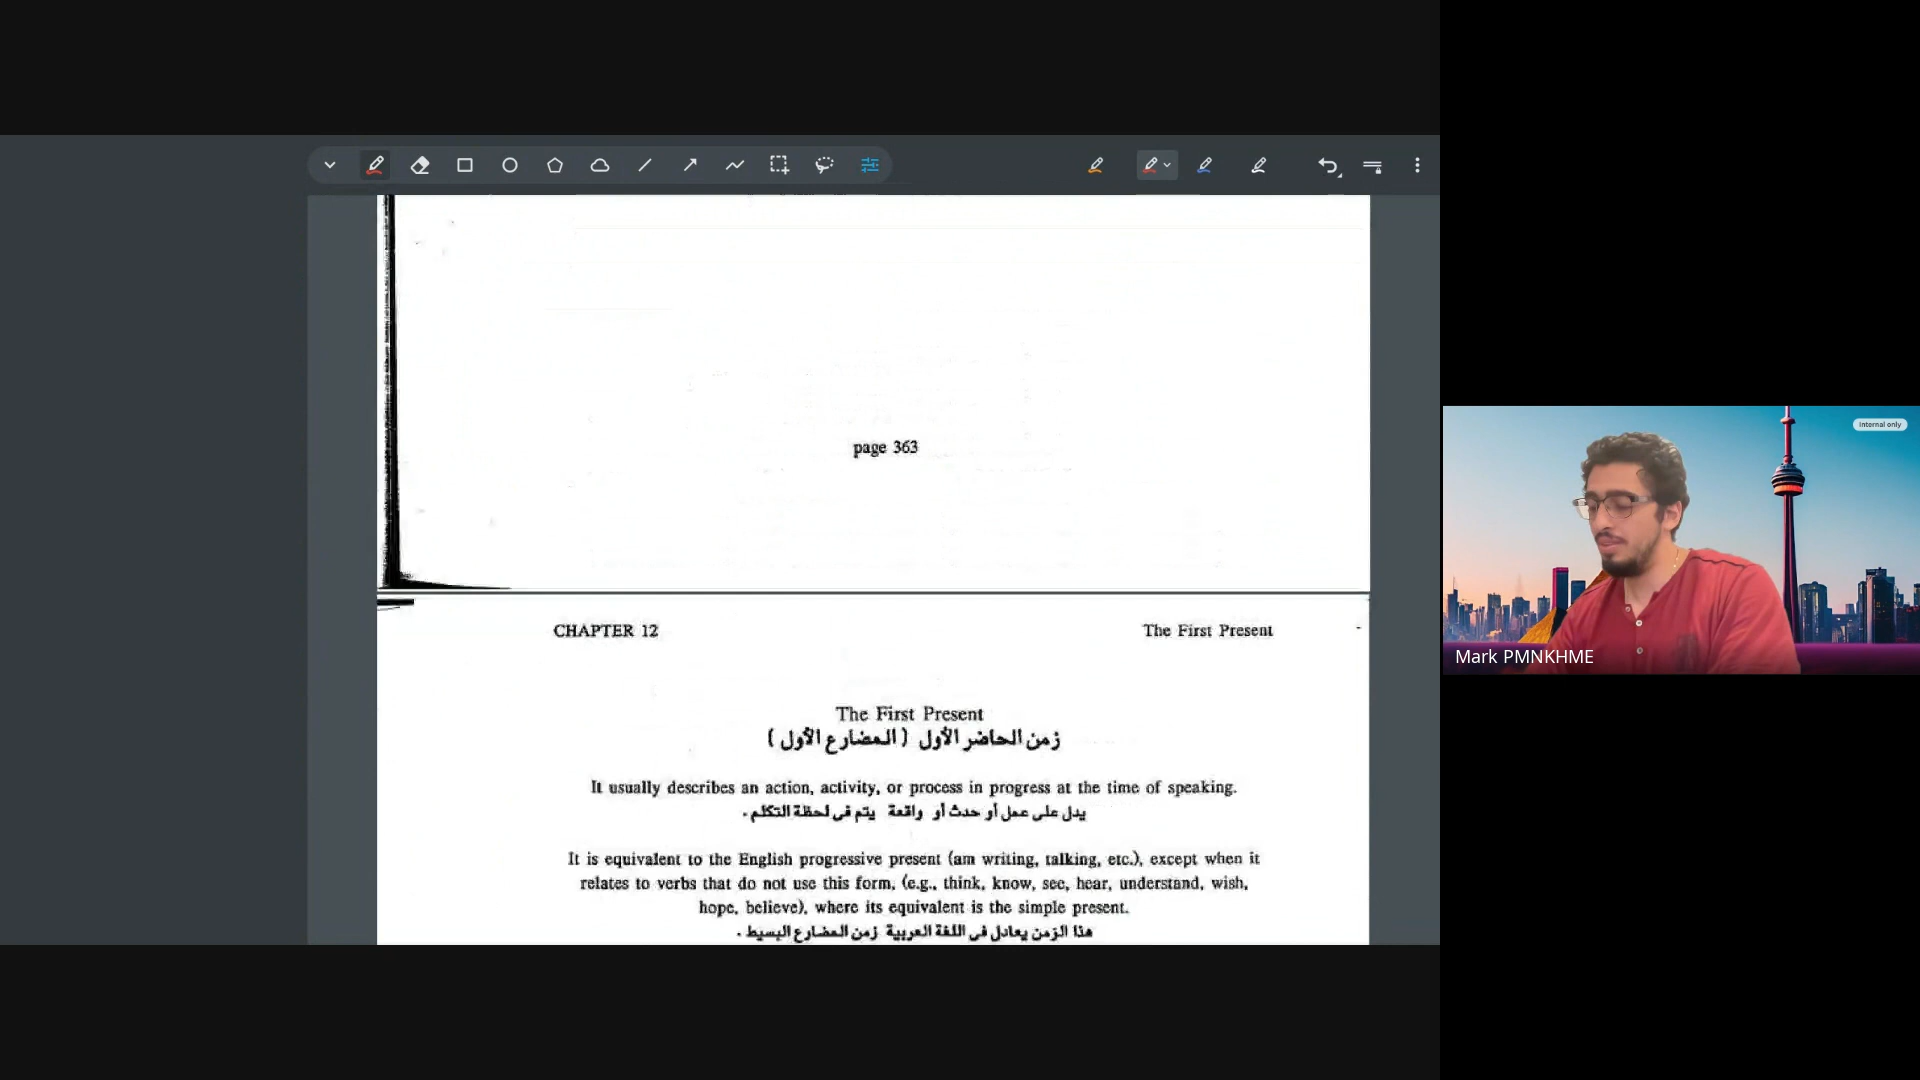 page 363
CHAPTER 12
The First Present
The First Present
زمن الحاضر الأول ( المضارع الأول )
It usually describes an action, activity, or process in progress at the time of speaking.
يدل على عمل أو حدث أو واقعة يتم فى لحظة التكلم .
It is equivalent to the English progressive present (am writing, talking, etc.), except when it
relates to verbs that do not use this form, (e.g., think, know, see, hear, understand, wish,
hope, believe), where its equivalent is the simple present.
هذا الزمن يعادل فى اللغة العربية زمن المضارع البسيط .
Internal only
Mark PMNKHME